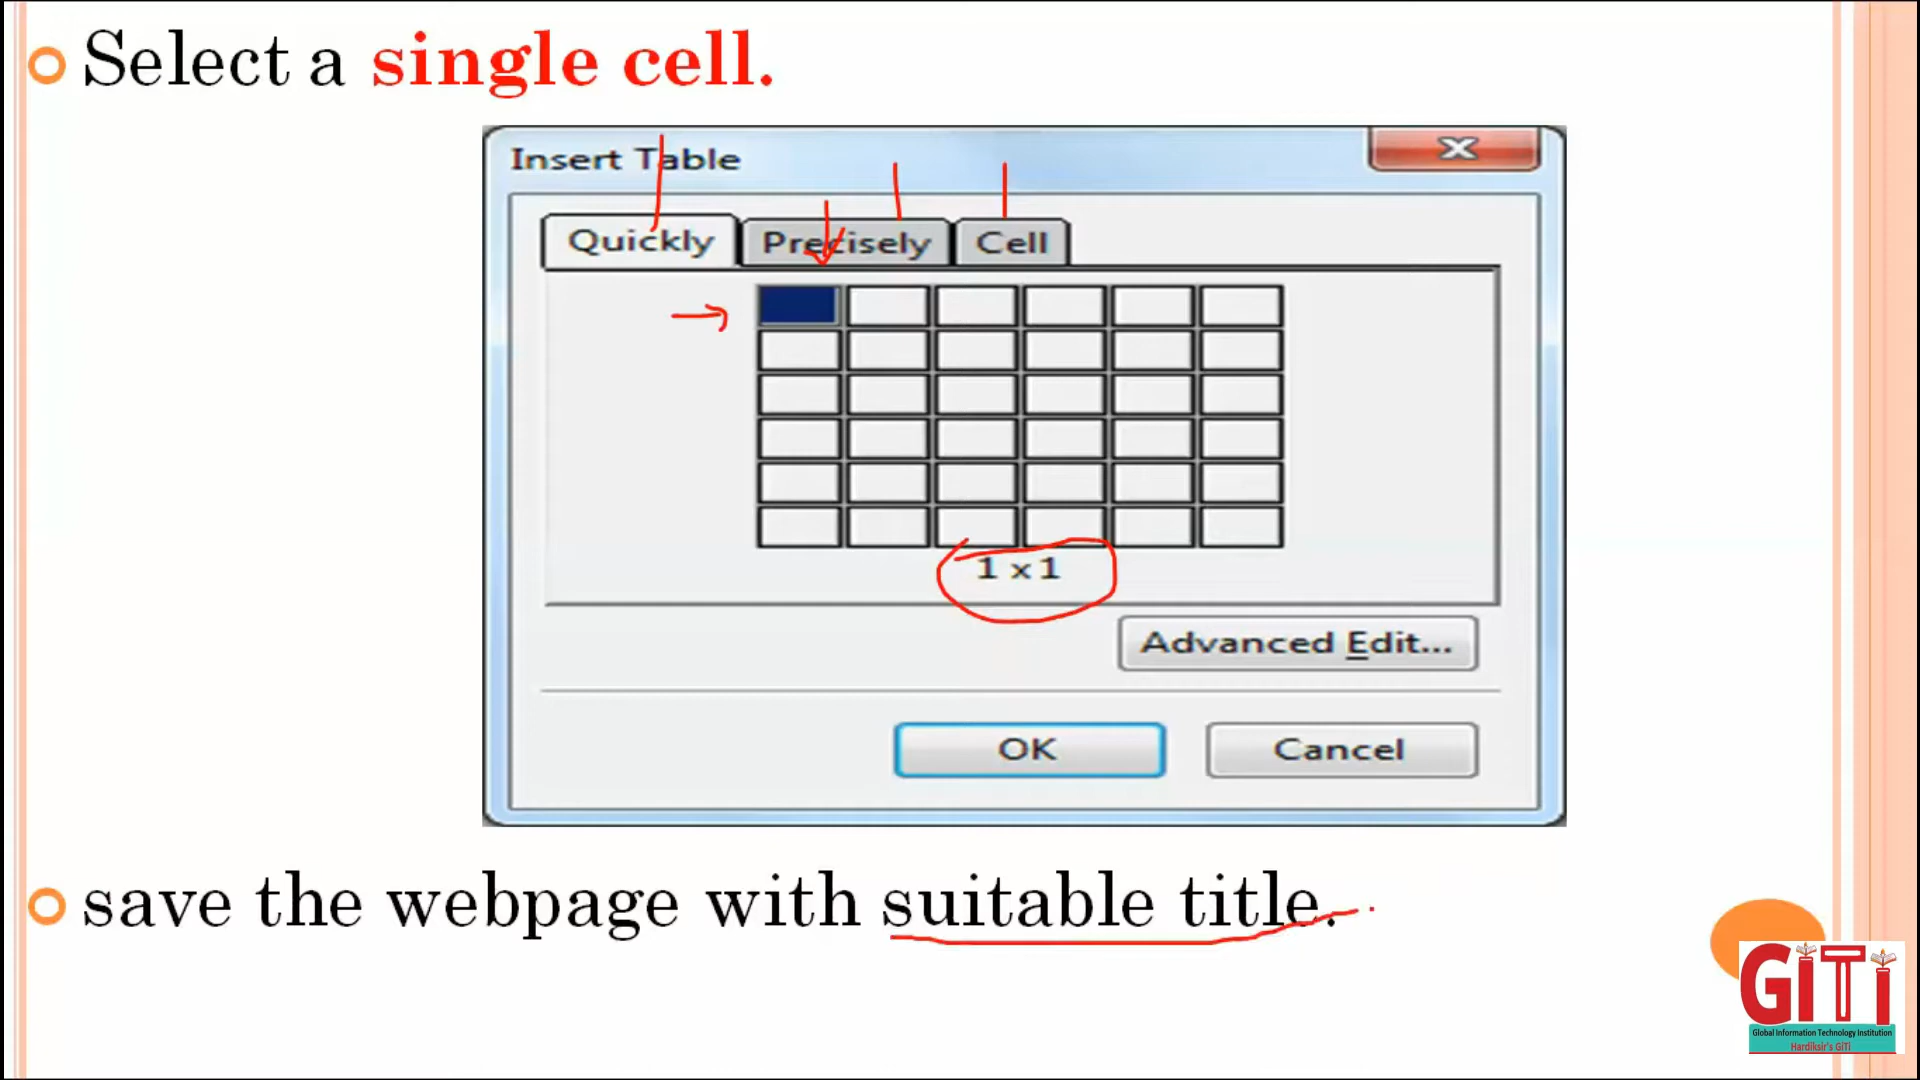 Select a single cell.
Insert Table
Quickly Precisely Cell
1 x 1
Advanced Edit...
OK Cancel
save the webpage with suitable title.
GiTi
Global Information Technology Institution
Hardiksir's GiTi